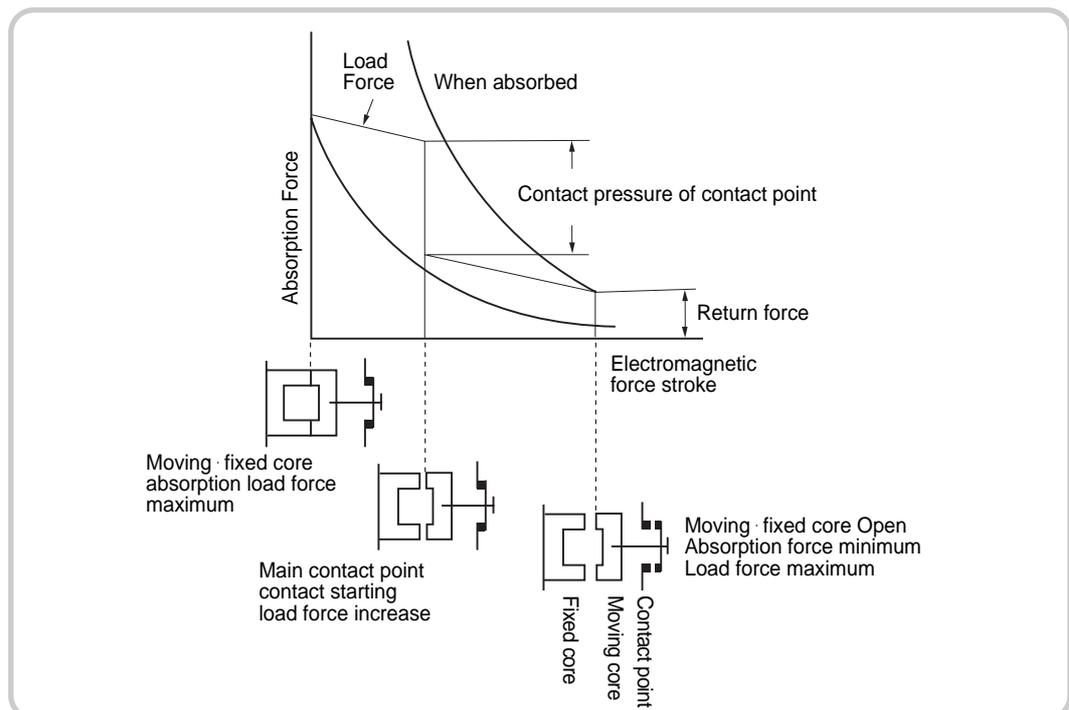 Load
Force
When absorbed
Absorption Force
Contact pressure of contact point
Return force
Electromagnetic
force stroke
Moving · fixed core
absorption load force
maximum
Main contact point
contact starting
load force increase
Moving · fixed core Open
Absorption force minimum
Load force maximum
Fixed core
Moving core
Contact point